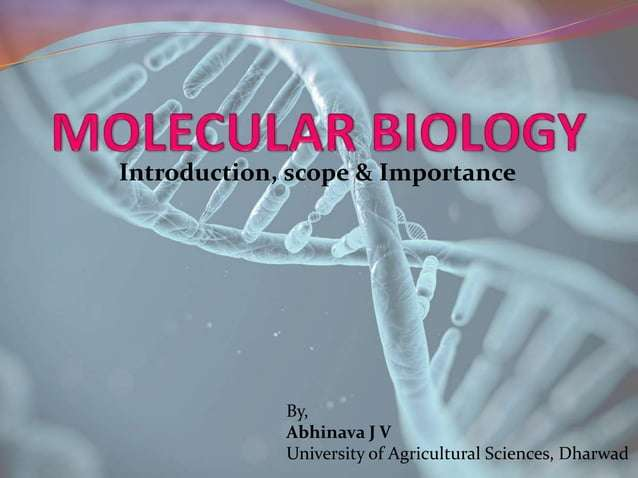 MOLECULAR BIOLOGY
Introduction, scope & Importance
By,
Abhinava J V
University of Agricultural Sciences, Dharwad